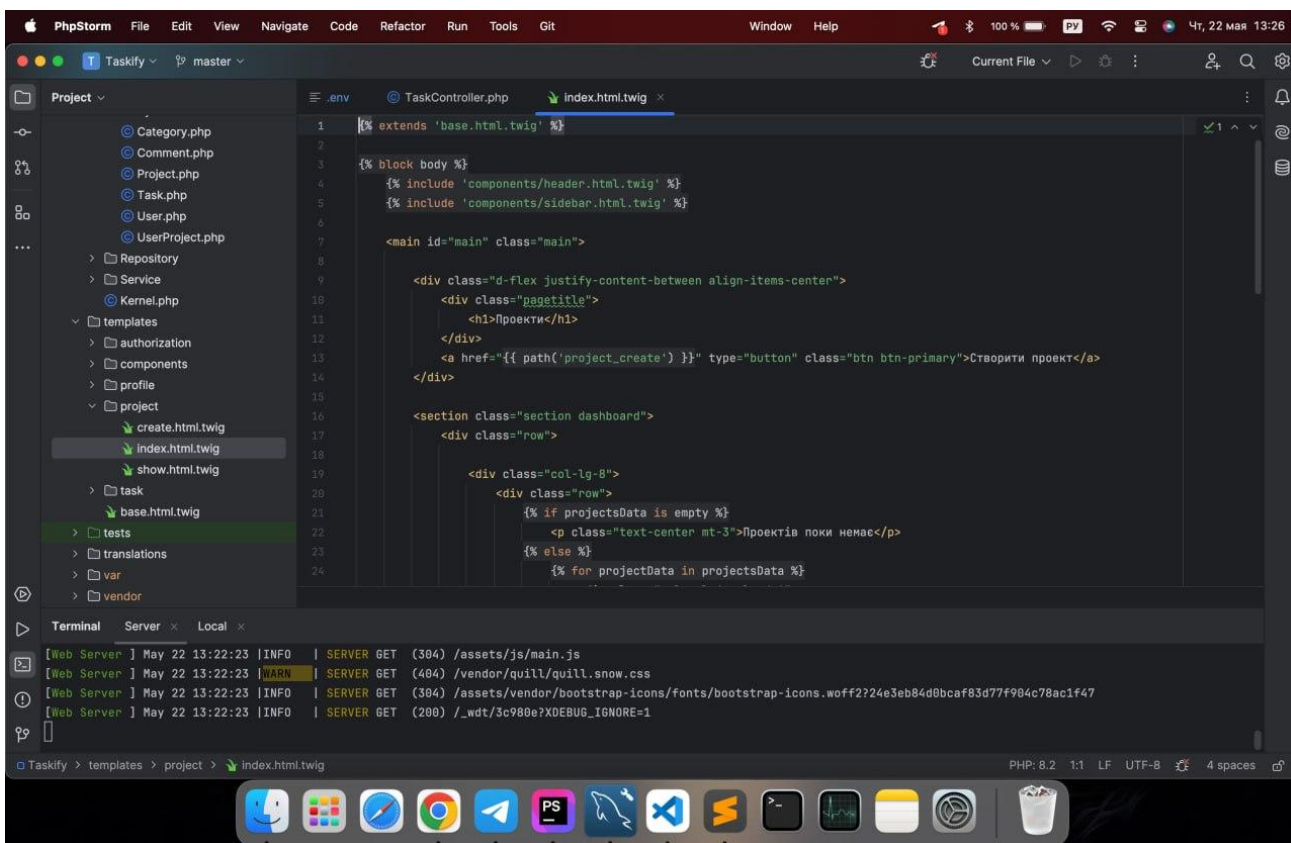 PhpStorm File Edit View Navigate Code Refactor Run Tools Git Window Help 100 % РУ Чт, 22 мая 13:26
T Taskify master Current File
Project .env TaskController.php index.html.twig
Category.php
Comment.php
Project.php
Task.php
User.php
UserProject.php
Repository
Service
Kernel.php
templates
authorization
components
profile
project
create.html.twig
index.html.twig
show.html.twig
task
base.html.twig
tests
translations
var
vendor
1 {% extends 'base.html.twig' %} 1
2
3 {% block body %}
4 {% include 'components/header.html.twig' %}
5 {% include 'components/sidebar.html.twig' %}
6
7 <main id="main" class="main">
8
9 <div class="d-flex justify-content-between align-items-center">
10 <div class="pagetitle">
11 <h1>Проекти</h1>
12 </div>
13 <a href="{{ path('project_create') }}" type="button" class="btn btn-primary">Створити проект</a>
14 </div>
15
16 <section class="section dashboard">
17 <div class="row">
18
19 <div class="col-lg-8">
20 <div class="row">
21 {% if projectsData is empty %}
22 <p class="text-center mt-3">Проектів поки немає</p>
23 {% else %}
24 {% for projectData in projectsData %}
Terminal Server Local
[Web Server ] May 22 13:22:23 |INFO | SERVER GET (304) /assets/js/main.js
[Web Server ] May 22 13:22:23 |WARN | SERVER GET (404) /vendor/quill/quill.snow.css
[Web Server ] May 22 13:22:23 |INFO | SERVER GET (304) /assets/vendor/bootstrap-icons/fonts/bootstrap-icons.woff2?24e3eb84d0bcaf83d77f904c78ac1f47
[Web Server ] May 22 13:22:23 |INFO | SERVER GET (200) /_wdt/3c980e?XDEBUG_IGNORE=1
Taskify > templates > project > index.html.twig PHP: 8.2 1:1 LF UTF-8 4 spaces
PS